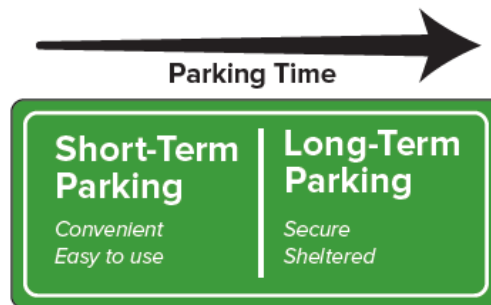 Parking Time
Short-Term
Parking
Convenient
Easy to use
Long-Term
Parking
Secure
Sheltered